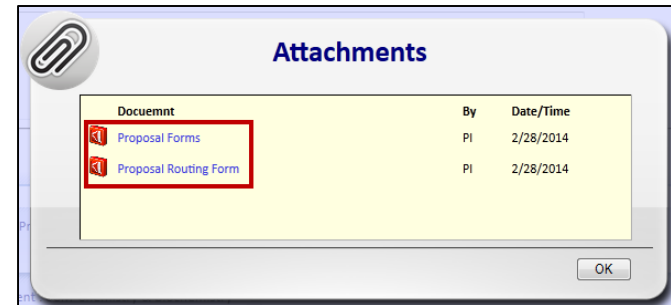 Attachments
Docuemnt By Date/Time
Proposal Forms PI 2/28/2014
Proposal Routing Form PI 2/28/2014
OK